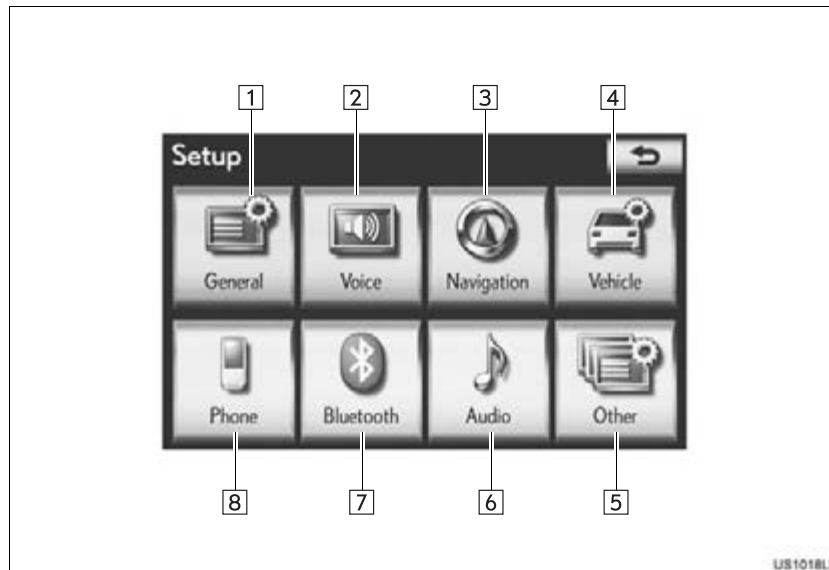 1 2 3 4
Setup
General Voice Navigation Vehicle
Phone Bluetooth Audio Other
8 7 6 5
US1018L